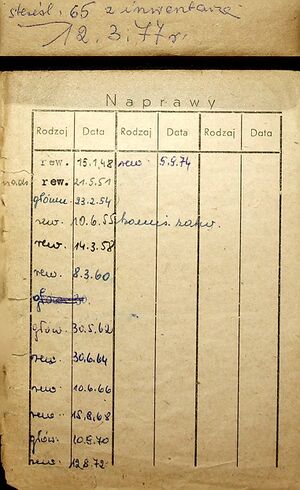 skreśl. 65 z inwentarza
12.3.77 r.
Naprawy
Rodzaj Data Rodzaj Data Rodzaj Data
rew. 15.1.48 rew. 5.9.74
rew. 21.5.51
główn. 23.2.54
rew. 10.6.55
rew. 14.3.58
rew. 8.3.60
głów. 30.5.62
rew. 30.6.64
rew. 10.6.66
rew. 15.8.68
głów. 10.9.70
rew. 12.8.72